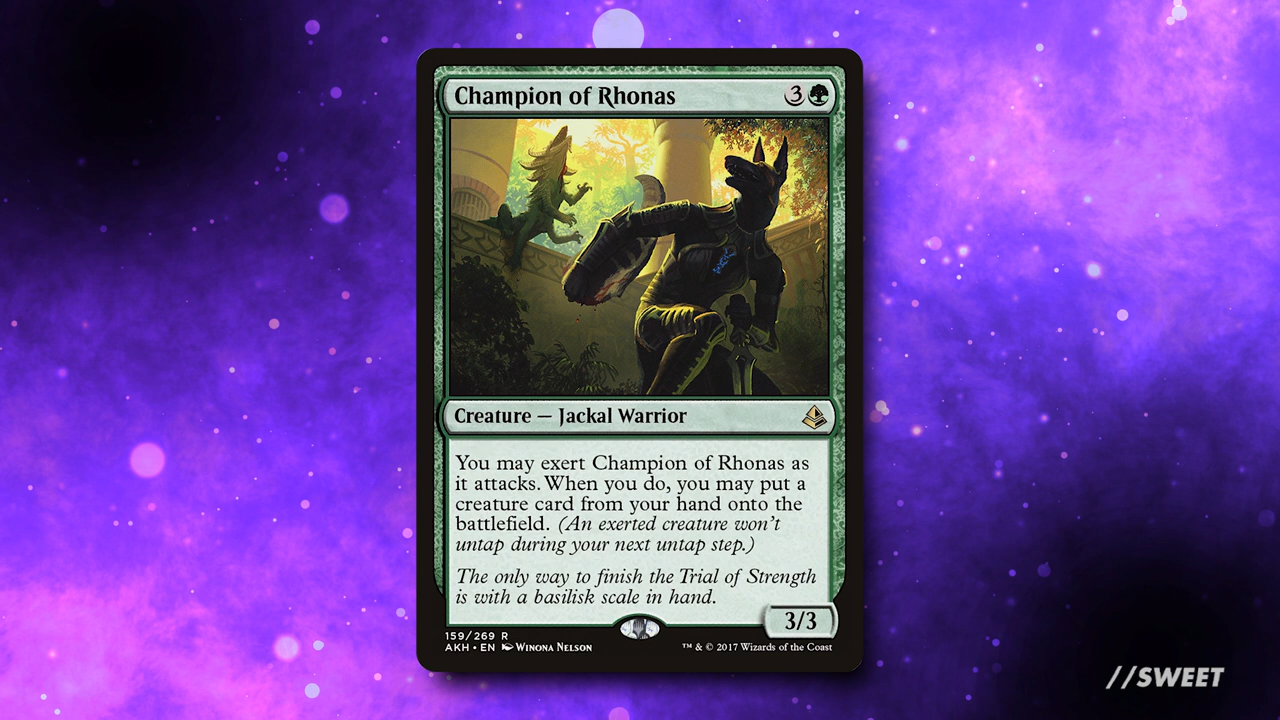 Champion of Rhonas 3
Creature — Jackal Warrior
You may exert Champion of Rhonas as
it attacks. When you do, you may put a
creature card from your hand onto the
battlefield. (An exerted creature won't
untap during your next untap step.)
The only way to finish the Trial of Strength
is with a basilisk scale in hand.
3/3
159/269 R
AKH • EN Winona Nelson ™ & © 2017 Wizards of the Coast
//SWEET